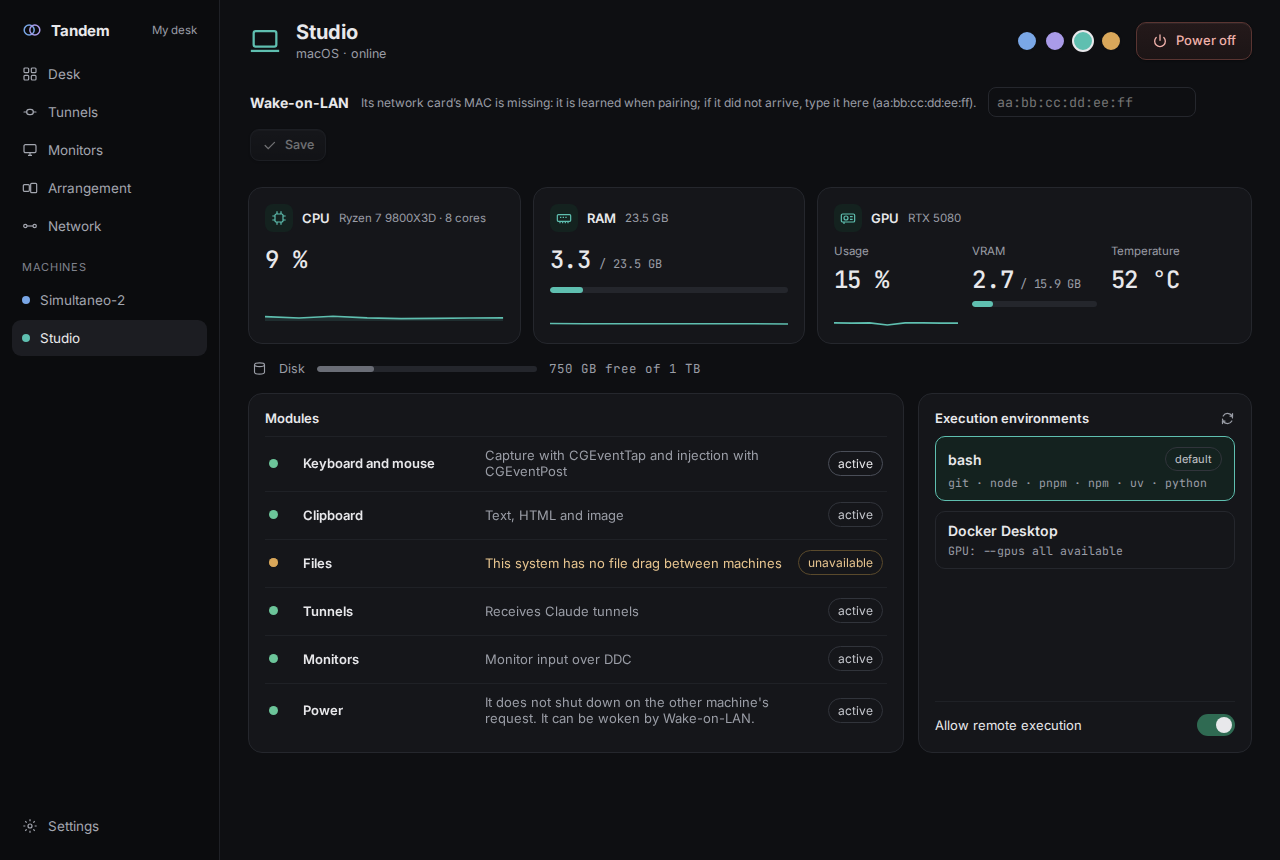 Tandem
My desk
Desk
Tunnels
Monitors
Arrangement
Network
MACHINES
Simultaneo-2
Studio
Settings
Studio
macOS · online
Power off
Wake-on-LAN
Its network card's MAC is missing: it is learned when pairing; if it did not arrive, type it here (aa:bb:cc:dd:ee:ff).
aa:bb:cc:dd:ee:ff
Save
CPU Ryzen 7 9800X3D · 8 cores
9 %
RAM 23.5 GB
3.3 / 23.5 GB
GPU RTX 5080
Usage
15 %
VRAM
2.7 / 15.9 GB
Temperature
52 °C
Disk
750 GB free of 1 TB
Modules
Keyboard and mouse
Capture with CGEventTap and injection with
CGEventPost
active
Clipboard
Text, HTML and image
active
Files
This system has no file drag between machines
unavailable
Tunnels
Receives Claude tunnels
active
Monitors
Monitor input over DDC
active
Power
It does not shut down on the other machine's
request. It can be woken by Wake-on-LAN.
active
Execution environments
bash
default
git · node · pnpm · npm · uv · python
Docker Desktop
GPU: --gpus all available
Allow remote execution